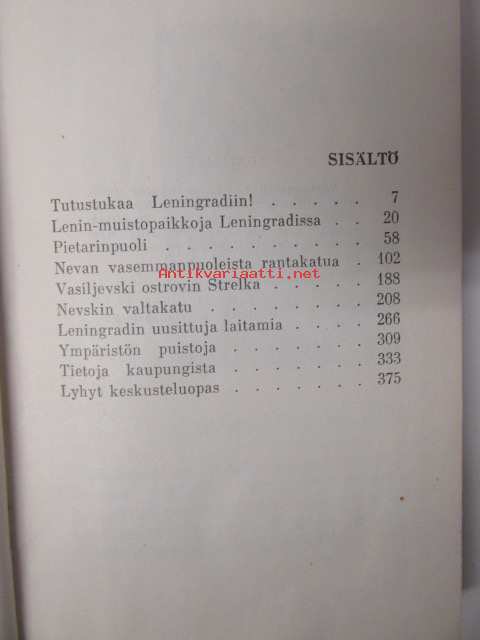 SISÄLTÖ
Tutustukaa Leningradiin! . . . . . 7
Lenin-muistopaikkoja Leningradissa . . 20
Pietarinpuoli . . . . . . . . . . 58
Nevan vasemmanpuoleista rantakatua . 102
Antikvariaatti.net
Vasiljevski ostrovin Strelka . . . . . 188
Nevskin valtakatu . . . . . . . . 208
Leningradin uusittuja laitamia . . . . 266
Ympäristön puistoja . . . . . . . 309
Tietoja kaupungista . . . . . . . 333
Lyhyt keskusteluopas . . . . . . . 375